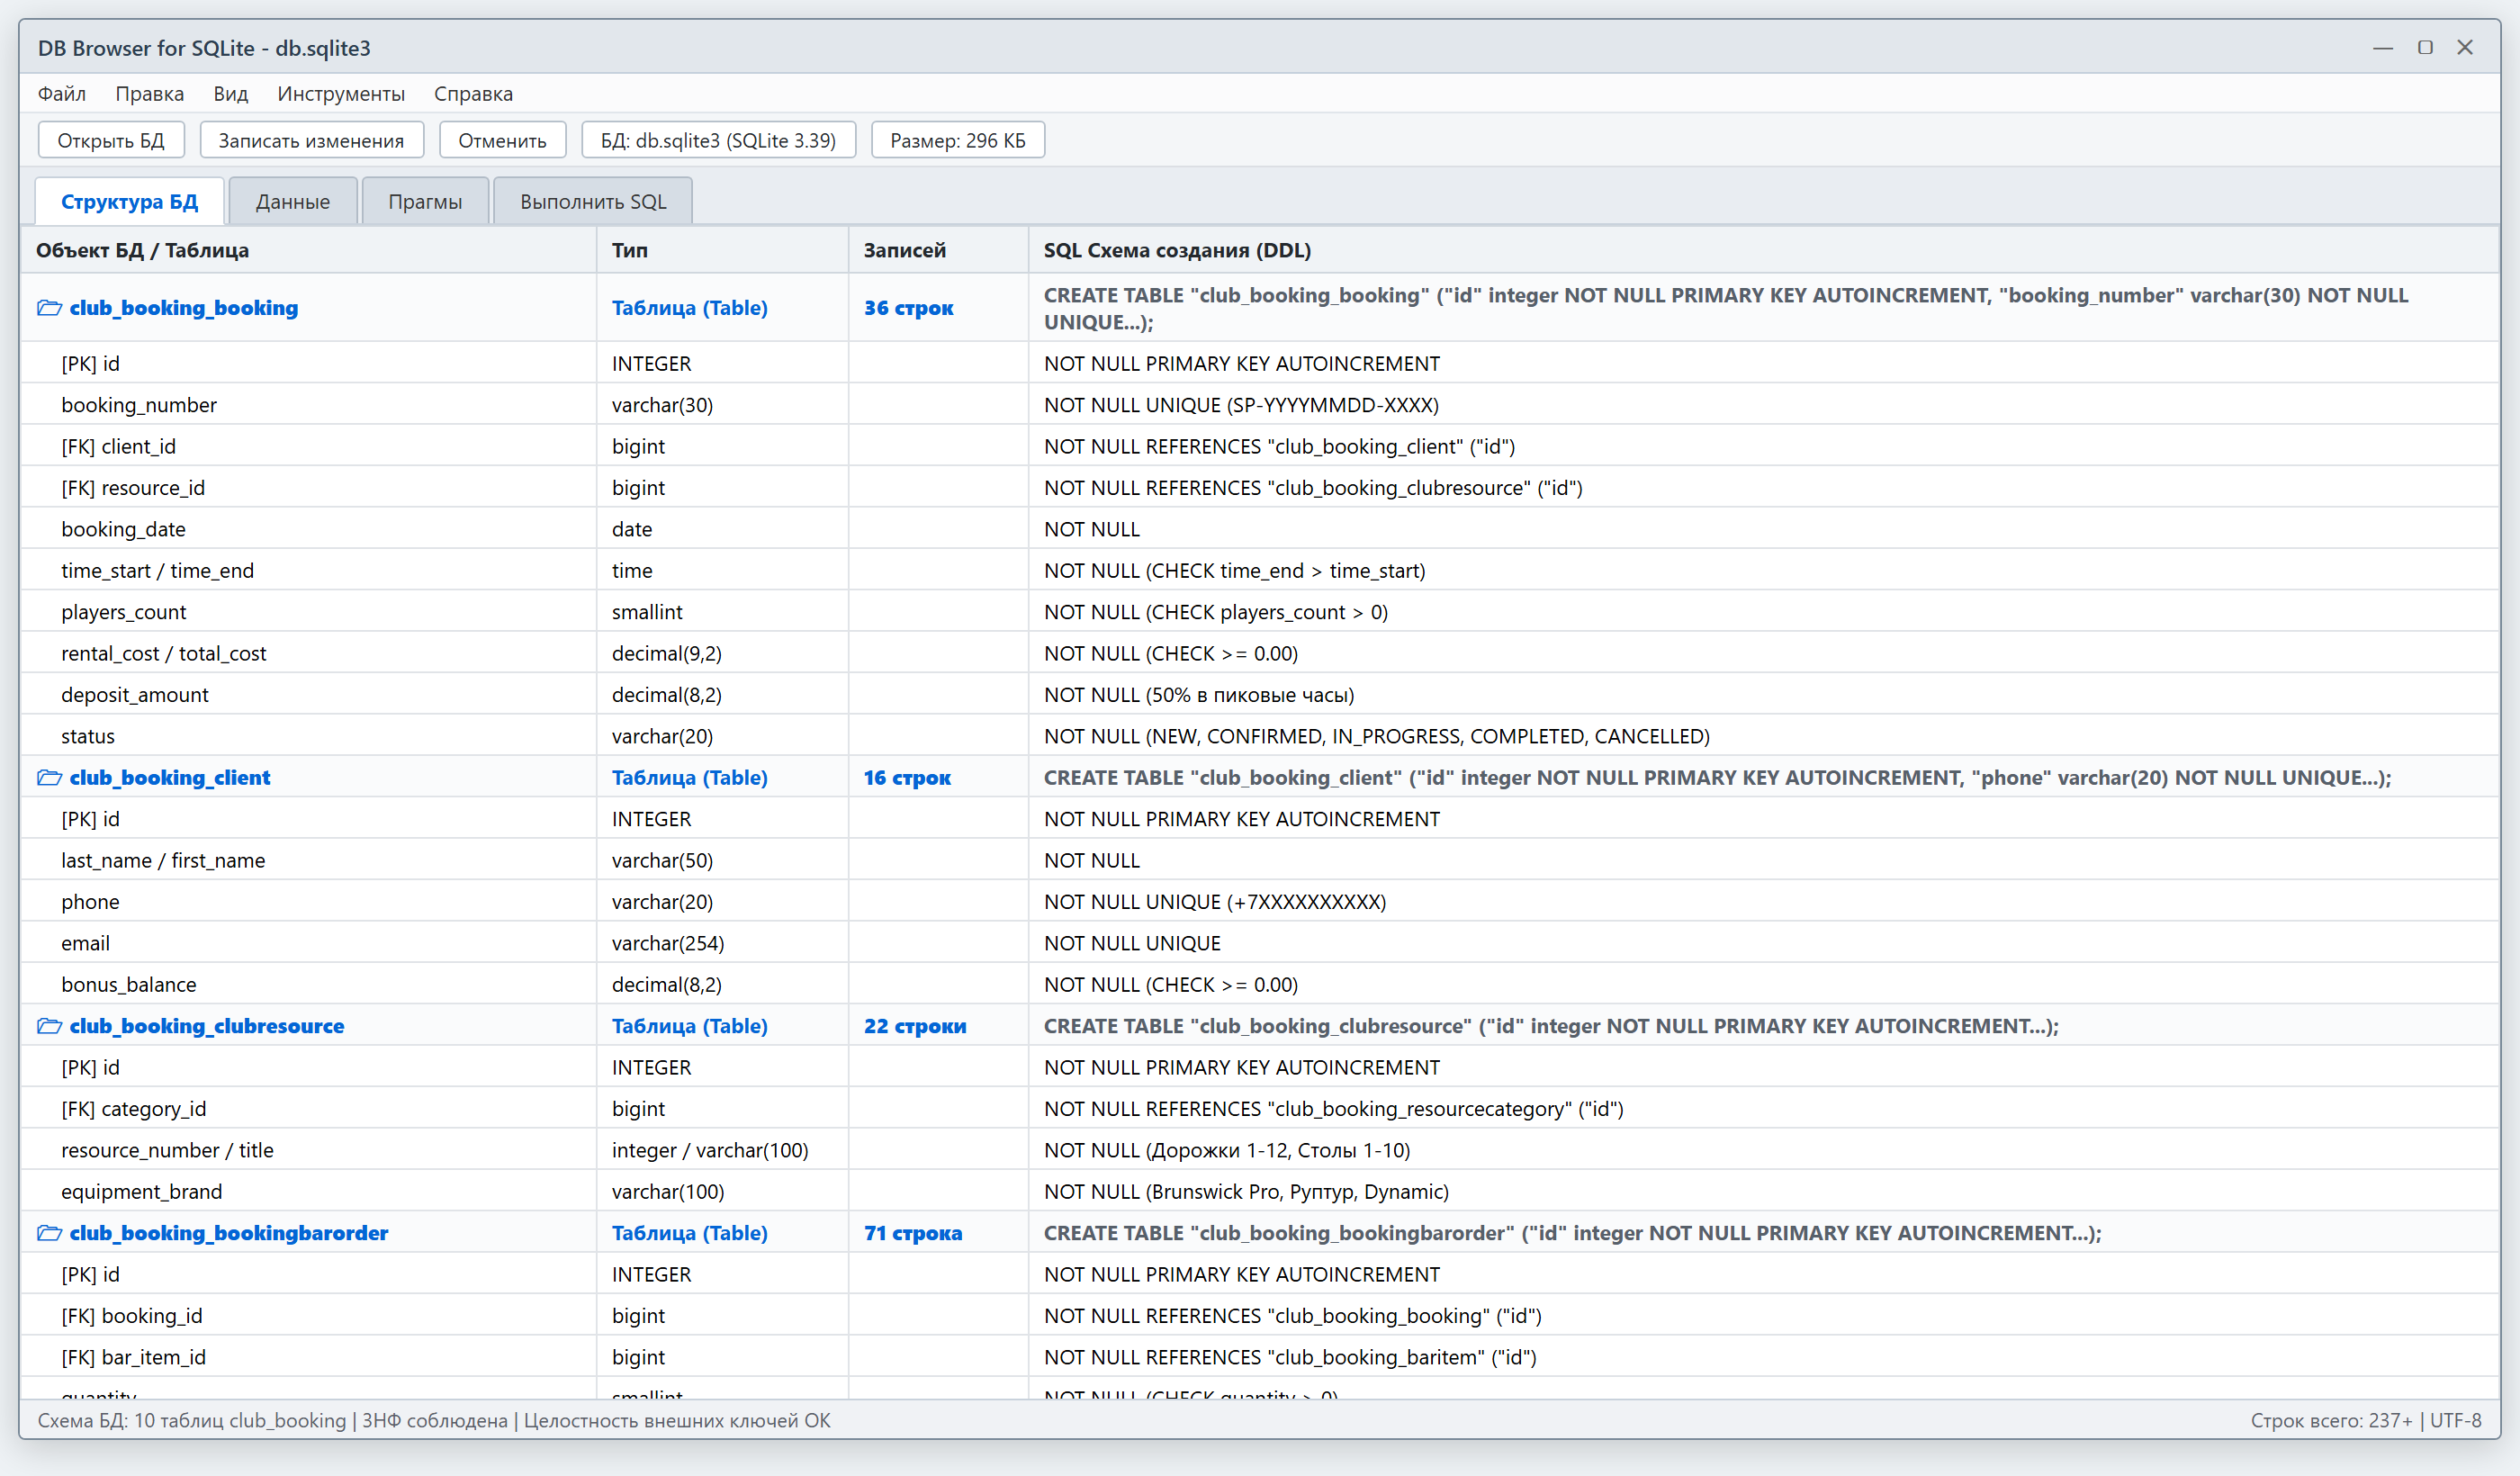 DB Browser for SQLite - db.sqlite3
Файл Правка Вид Инструменты Справка
Открыть БД Записать изменения Отменить БД: db.sqlite3 (SQLite 3.39) Размер: 296 КБ
Структура БД Данные Прагмы Выполнить SQL
Объект БД / Таблица Тип Записей SQL Схема создания (DDL)
club_booking_booking Таблица (Table) 36 строк CREATE TABLE "club_booking_booking" ("id" integer NOT NULL PRIMARY KEY AUTOINCREMENT, "booking_number" varchar(30) NOT NULL
UNIQUE...);
[PK] id INTEGER NOT NULL PRIMARY KEY AUTOINCREMENT
booking_number varchar(30) NOT NULL UNIQUE (SP-YYYYMMDD-XXXX)
[FK] client_id bigint NOT NULL REFERENCES "club_booking_client" ("id")
[FK] resource_id bigint NOT NULL REFERENCES "club_booking_clubresource" ("id")
booking_date date NOT NULL
time_start / time_end time NOT NULL (CHECK time_end > time_start)
players_count smallint NOT NULL (CHECK players_count > 0)
rental_cost / total_cost decimal(9,2) NOT NULL (CHECK >= 0.00)
deposit_amount decimal(8,2) NOT NULL (50% в пиковые часы)
status varchar(20) NOT NULL (NEW, CONFIRMED, IN_PROGRESS, COMPLETED, CANCELLED)
club_booking_client Таблица (Table) 16 строк CREATE TABLE "club_booking_client" ("id" integer NOT NULL PRIMARY KEY AUTOINCREMENT, "phone" varchar(20) NOT NULL UNIQUE...);
[PK] id INTEGER NOT NULL PRIMARY KEY AUTOINCREMENT
last_name / first_name varchar(50) NOT NULL
phone varchar(20) NOT NULL UNIQUE (+7XXXXXXXXXX)
email varchar(254) NOT NULL UNIQUE
bonus_balance decimal(8,2) NOT NULL (CHECK >= 0.00)
club_booking_clubresource Таблица (Table) 22 строки CREATE TABLE "club_booking_clubresource" ("id" integer NOT NULL PRIMARY KEY AUTOINCREMENT...);
[PK] id INTEGER NOT NULL PRIMARY KEY AUTOINCREMENT
[FK] category_id bigint NOT NULL REFERENCES "club_booking_resourcecategory" ("id")
resource_number / title integer / varchar(100) NOT NULL (Дорожки 1-12, Столы 1-10)
equipment_brand varchar(100) NOT NULL (Brunswick Pro, Руптур, Dynamic)
club_booking_bookingbarorder Таблица (Table) 71 строка CREATE TABLE "club_booking_bookingbarorder" ("id" integer NOT NULL PRIMARY KEY AUTOINCREMENT...);
[PK] id INTEGER NOT NULL PRIMARY KEY AUTOINCREMENT
[FK] booking_id bigint NOT NULL REFERENCES "club_booking_booking" ("id")
[FK] bar_item_id bigint NOT NULL REFERENCES "club_booking_baritem" ("id")
quantity smallint NOT NULL (CHECK quantity > 0)
Схема БД: 10 таблиц club_booking | 3НФ соблюдена | Целостность внешних ключей OK Строк всего: 237+ | UTF-8